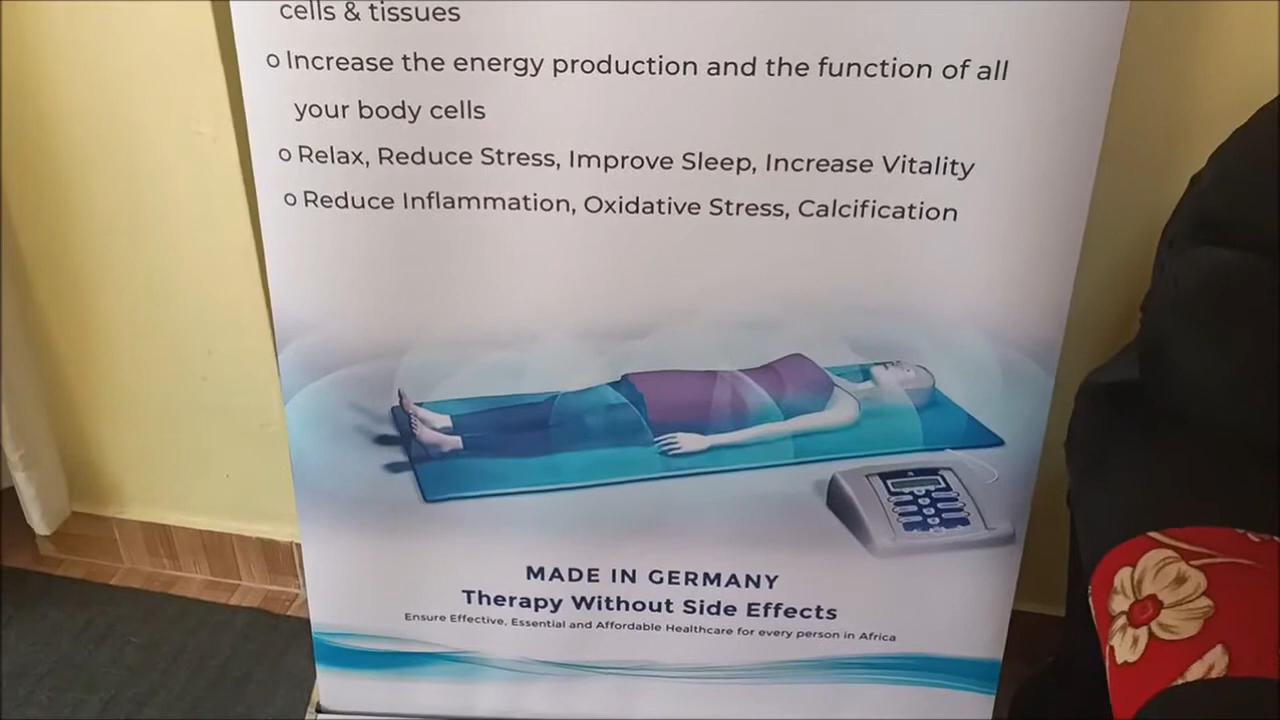 cells & tissues
o Increase the energy production and the function of all
your body cells
o Relax, Reduce Stress, Improve Sleep, Increase Vitality
o Reduce Inflammation, Oxidative Stress, Calcification
MADE IN GERMANY
Therapy Without Side Effects
Ensure Effective, Essential and Affordable Healthcare for every person in Africa